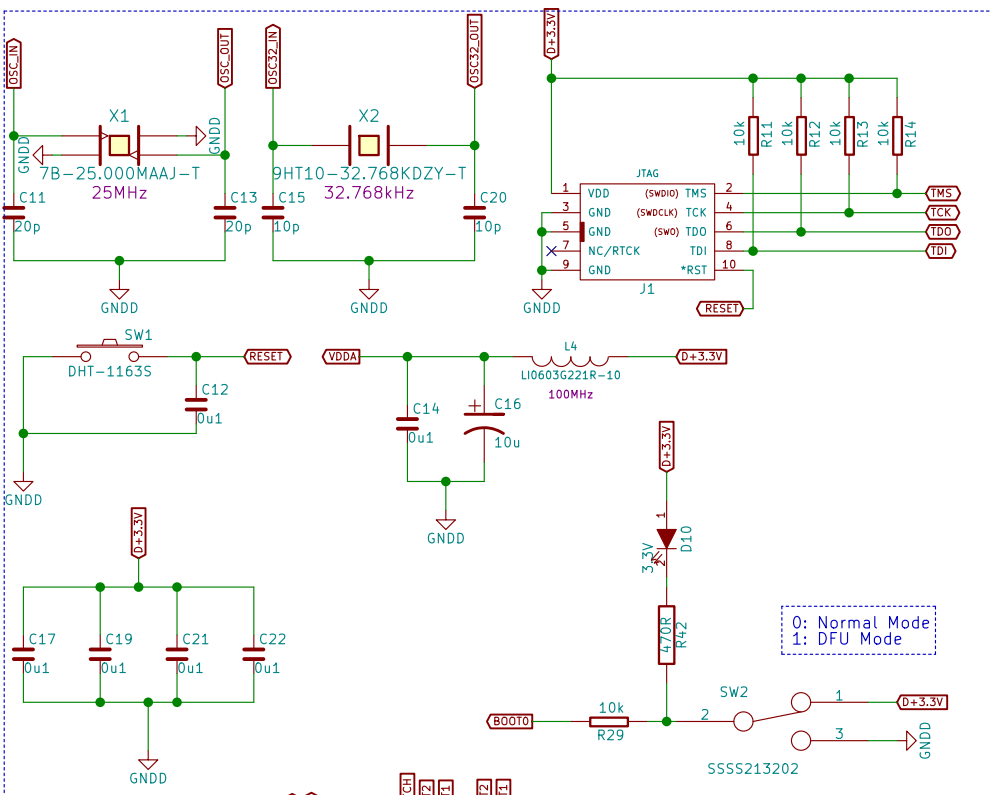 OSC_IN
OSC_OUT
OSC32_IN
OSC32_OUT
D+3.3V
X1
GNDD
GNDD
7B-25.000MAAJ-T
25MHz
C11
20p
C13
20p
GNDD
X2
9HT10-32.768KDZY-T
32.768kHz
C15
10p
C20
10p
GNDD
10k
R11
10k
R12
10k
R13
10k
R14
JTAG
1 VDD (SWDIO) TMS 2
3 GND (SWDCLK) TCK 4
5 GND (SWO) TDO 6
7 NC/RTCK TDI 8
9 GND *RST 10
J1
TMS
TCK
TDO
TDI
GNDD
RESET
SW1
DHT-1163S
RESET
C12
0u1
GNDD
VDDA
L4
LI0603G221R-10
100MHz
D+3.3V
C14
0u1
C16
10u
GNDD
D+3.3V
C17
0u1
C19
0u1
C21
0u1
C22
0u1
GNDD
D+3.3V
1
D10
3.3V
2
470R
R42
0: Normal Mode
1: DFU Mode
BOOT0
10k
R29
SW2
2
1
D+3.3V
3
GNDD
SSSS213202